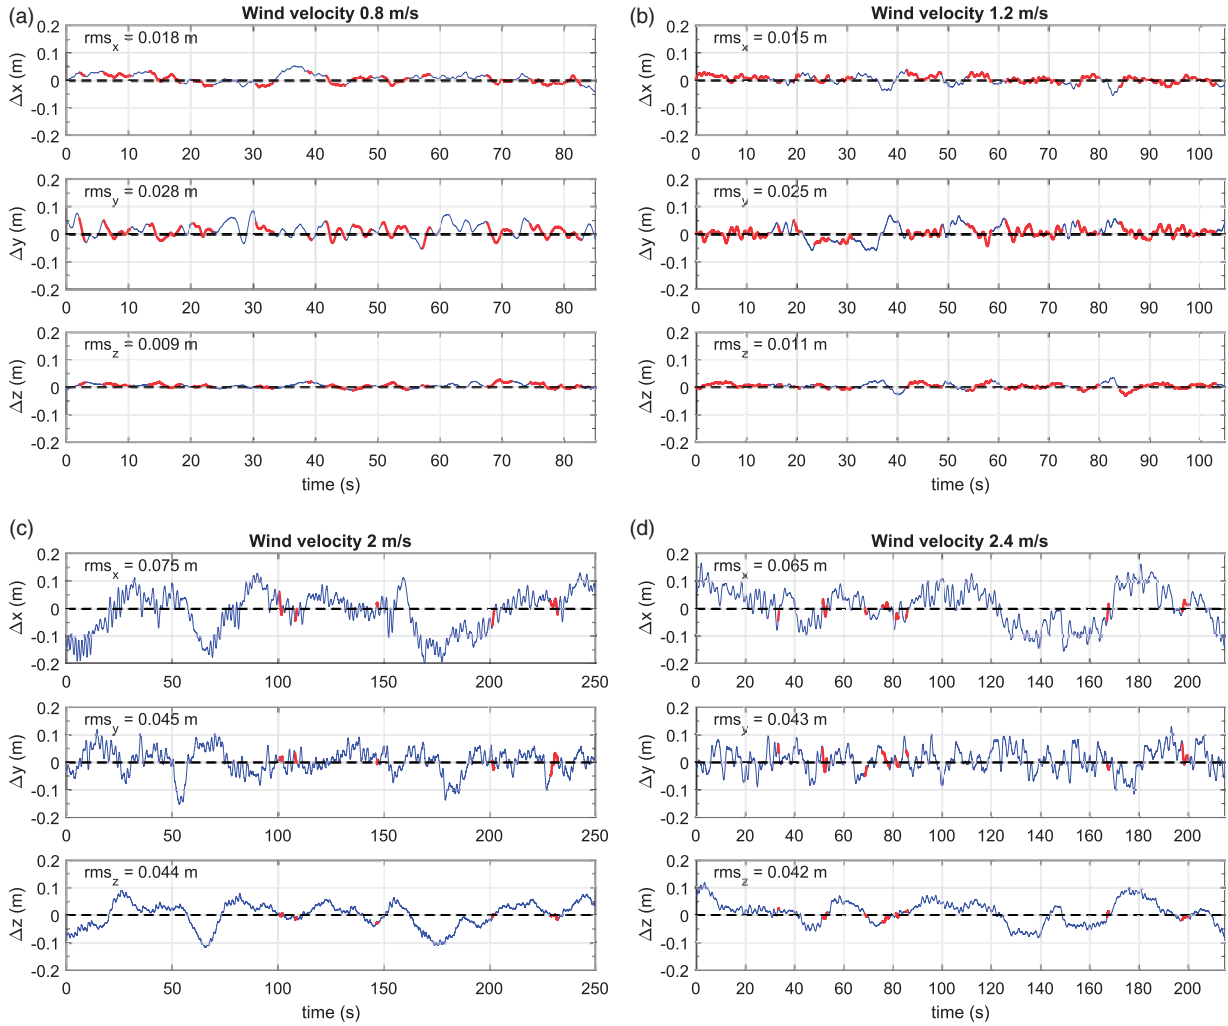 (a)
Wind velocity 0.8 m/s
rms_x = 0.018 m
Δx (m)
0.2
0.1
0
-0.1
-0.2
0 10 20 30 40 50 60 70 80
rms_y = 0.028 m
Δy (m)
0.2
0.1
0
-0.1
-0.2
0 10 20 30 40 50 60 70 80
rms_z = 0.009 m
Δz (m)
0.2
0.1
0
-0.1
-0.2
0 10 20 30 40 50 60 70 80
time (s)
(b)
Wind velocity 1.2 m/s
rms_x = 0.015 m
Δx (m)
0.2
0.1
0
-0.1
-0.2
0 10 20 30 40 50 60 70 80 90 100
rms_y = 0.025 m
Δy (m)
0.2
0.1
0
-0.1
-0.2
0 10 20 30 40 50 60 70 80 90 100
rms_z = 0.011 m
Δz (m)
0.2
0.1
0
-0.1
-0.2
0 10 20 30 40 50 60 70 80 90 100
time (s)
(c)
Wind velocity 2 m/s
rms_x = 0.075 m
Δx (m)
0.2
0.1
0
-0.1
-0.2
0 50 100 150 200 250
rms_y = 0.045 m
Δy (m)
0.2
0.1
0
-0.1
-0.2
0 50 100 150 200 250
rms_z = 0.044 m
Δz (m)
0.2
0.1
0
-0.1
-0.2
0 50 100 150 200 250
time (s)
(d)
Wind velocity 2.4 m/s
rms_x = 0.065 m
Δx (m)
0.2
0.1
0
-0.1
-0.2
0 20 40 60 80 100 120 140 160 180 200
rms_y = 0.043 m
Δy (m)
0.2
0.1
0
-0.1
-0.2
0 20 40 60 80 100 120 140 160 180 200
rms_z = 0.042 m
Δz (m)
0.2
0.1
0
-0.1
-0.2
0 20 40 60 80 100 120 140 160 180 200
time (s)